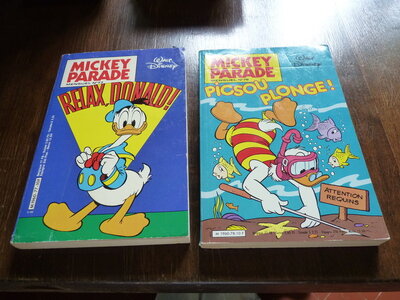 MICKEY
PARADE
Walt
Disney
RELAX, DONALD!
MICKEY
PARADE
Walt
Disney
PICSOU
PLONGE!
ATTENTION
REQUINS